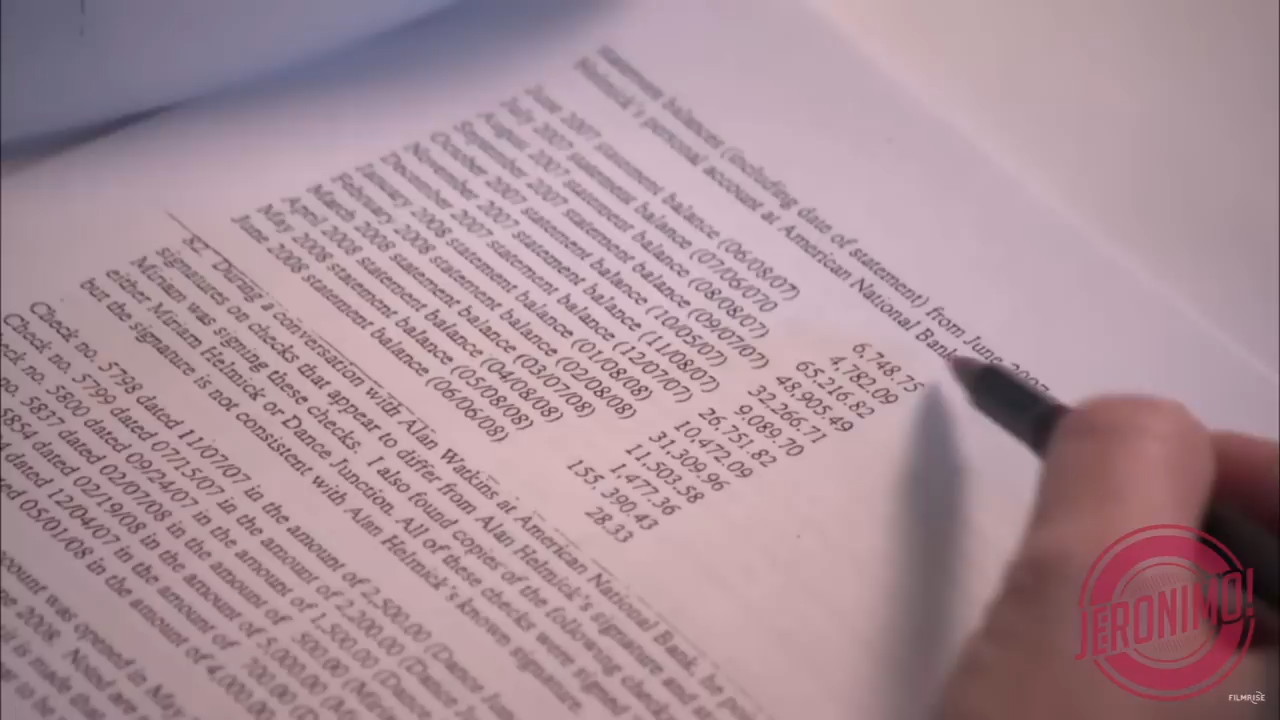 statement balances (including date of statement) from June 2007
Helmick's personal account at American National Bank
June 2007 statement balance (06/08/07) 6,748.75
July 2007 statement balance (07/06/070 4,782.09
August 2007 statement balance (08/08/07) 65,216.82
September 2007 statement balance (09/07/07) 48,905.49
October 2007 statement balance (10/05/07) 32,266.71
November 2007 statement balance (11/08/07) 9,089.70
December 2007 statement balance (12/07/07) 26,751.82
January 2008 statement balance (01/08/08) 10,472.09
February 2008 statement balance (02/08/08) 31,309.96
March 2008 statement balance (03/07/08) 11,503.58
April 2008 statement balance (04/08/08) 1,477.36
May 2008 statement balance (05/08/08) 155,390.43
June 2008 statement balance (06/06/08) 28.33
52. During a conversation with Alan Watkins at American National Bank, he
signatures on checks that appear to differ from Alan Helmick's signature and
Miriam was signing these checks. I also found copies of the following
either Miriam Helmick or Dance Junction. All of these checks were signed
but the signature is not consistent with Alan Helmick's known signature.
Check no. 5798 dated 11/07/07 in the amount of 2,500.00 (Dance
Check no. 5799 dated 07/15/07 in the amount of 2,200.00 (Dance
no. 5800 dated 09/24/07 in the amount of 1,500.00
no. 5837 dated 02/07/08 in the amount of 500.00
5854 dated 02/19/08 in the amount of 5,000.00
dated 12/04/07 in the amount of 700.00
05/01/08 in the amount of 4,000.00
account was opened in May
2008.
JERONIMO!
FILMRISE